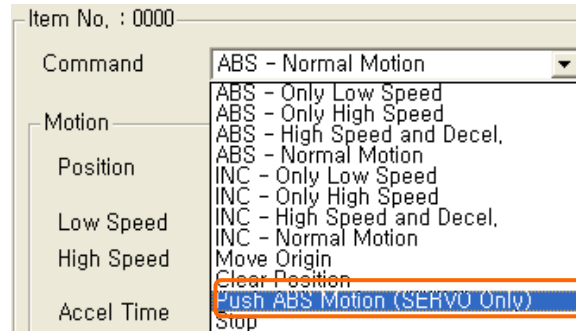 Item No. : 0000
Command
ABS - Normal Motion
ABS - Only Low Speed
ABS - Only High Speed
ABS - High Speed and Decel.
ABS - Normal Motion
INC - Only Low Speed
INC - Only High Speed
INC - High Speed and Decel.
INC - Normal Motion
Move Origin
Clear Position
Push ABS Motion (SERVO Only)
Stop
Motion
Position
Low Speed
High Speed
Accel Time